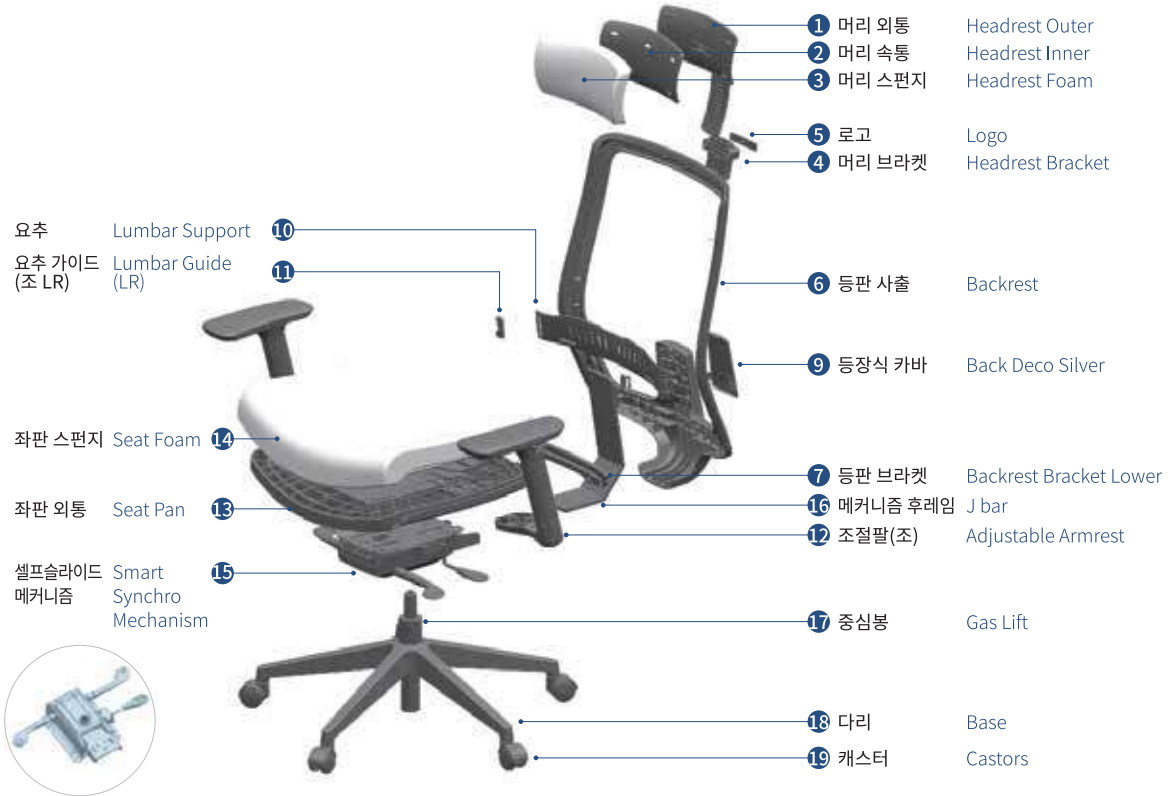 1 머리 외통 Headrest Outer
2 머리 속통 Headrest Inner
3 머리 스펀지 Headrest Foam
5 로고 Logo
4 머리 브라켓 Headrest Bracket
요추 Lumbar Support 10
요추 가이드 Lumbar Guide 11
(조 LR) (LR)
6 등판 사출 Backrest
9 등장식 카바 Back Deco Silver
좌판 스펀지 Seat Foam 14
7 등판 브라켓 Backrest Bracket Lower
좌판 외통 Seat Pan 13
16 메커니즘 후레임 J bar
12 조절팔(조) Adjustable Armrest
셀프슬라이드 Smart 15
메커니즘 Synchro
Mechanism
17 중심봉 Gas Lift
18 다리 Base
19 캐스터 Castors